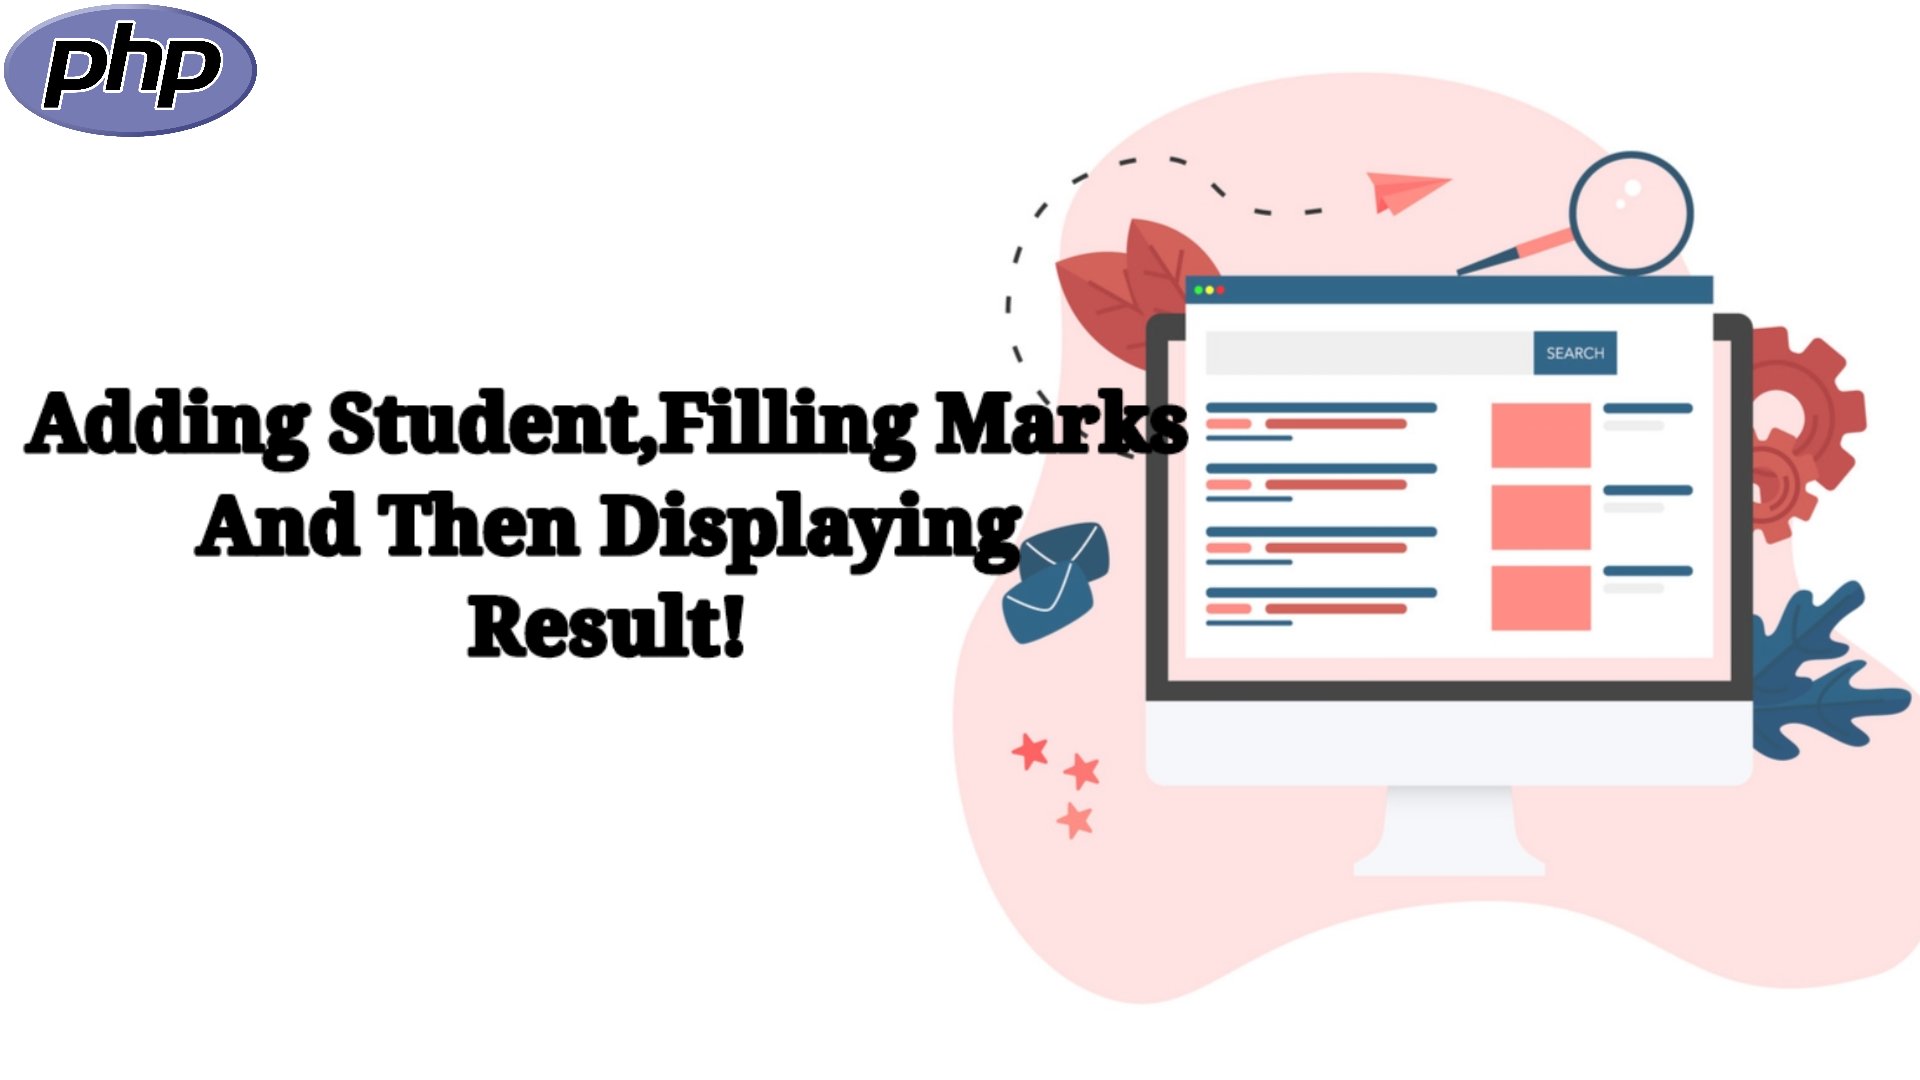 php
Adding Student,Filling Marks
And Then Displaying
Result!
SEARCH